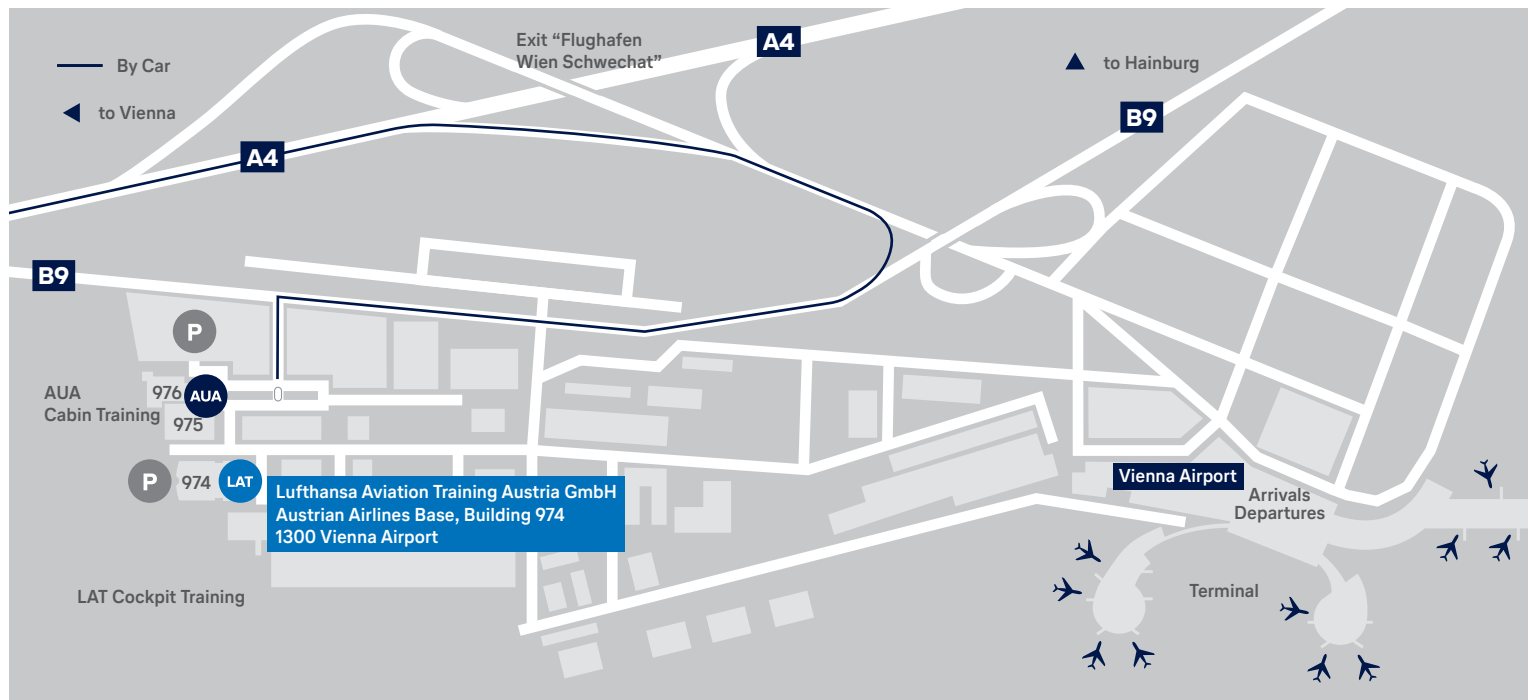 By Car
to Vienna
Exit “Flughafen
Wien Schwechat”
A4
to Hainburg
B9
A4
B9
P
AUA
Cabin Training
976
AUA
975
P
974
LAT
Lufthansa Aviation Training Austria GmbH
Austrian Airlines Base, Building 974
1300 Vienna Airport
LAT Cockpit Training
Vienna Airport
Arrivals
Departures
Terminal